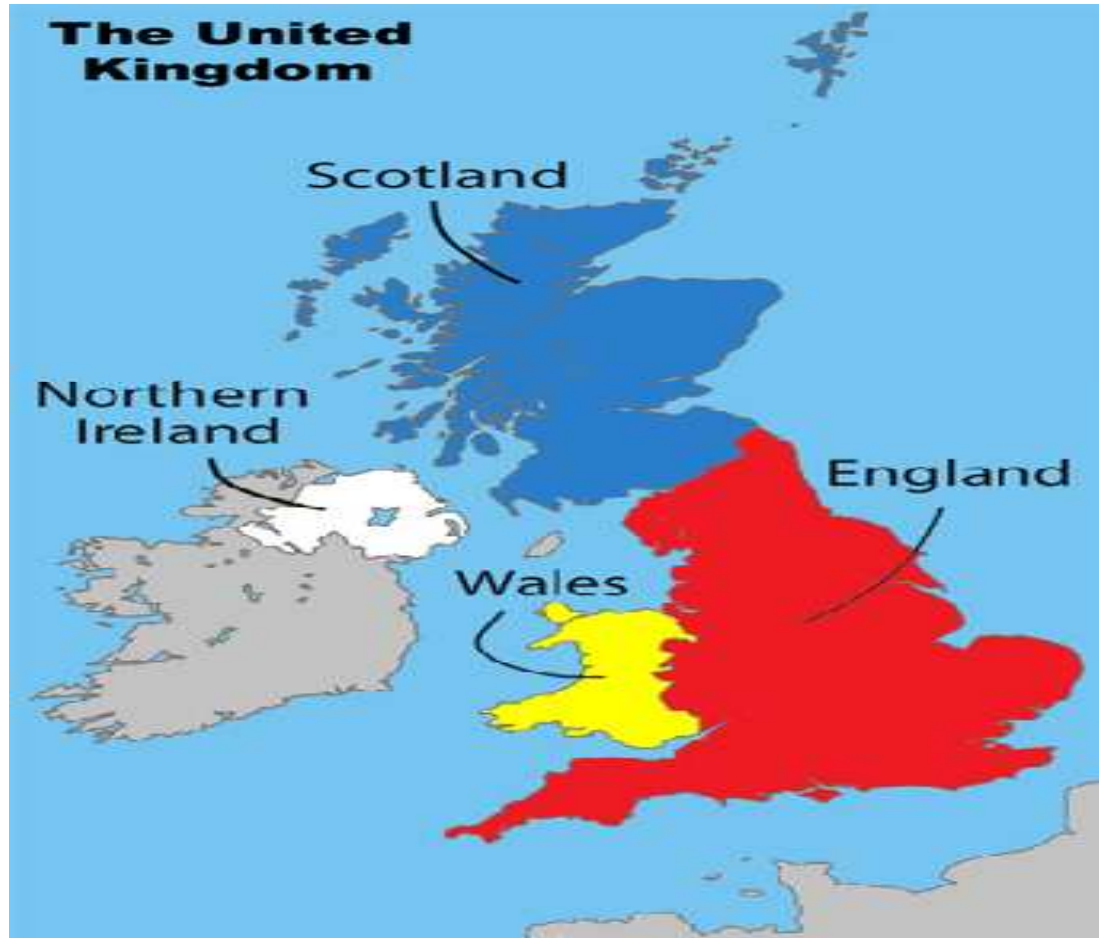 The United
Kingdom
Scotland
Northern
Ireland
England
Wales